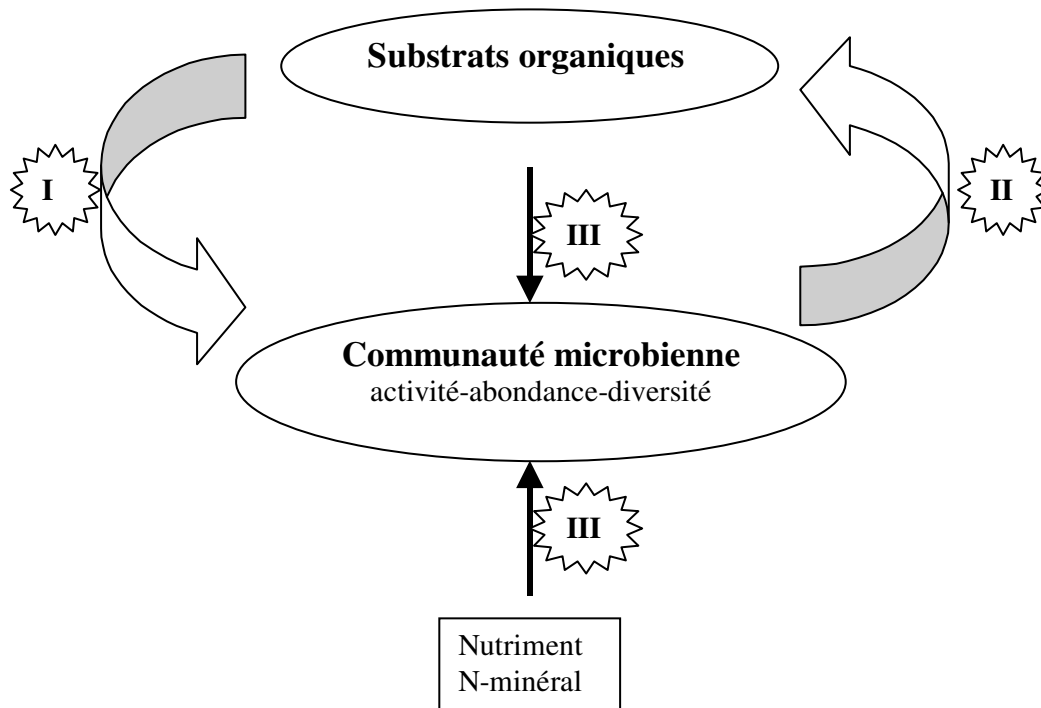 Substrats organiques
I
II
III
Communauté microbienne
activité-abondance-diversité
III
Nutriment
N-minéral